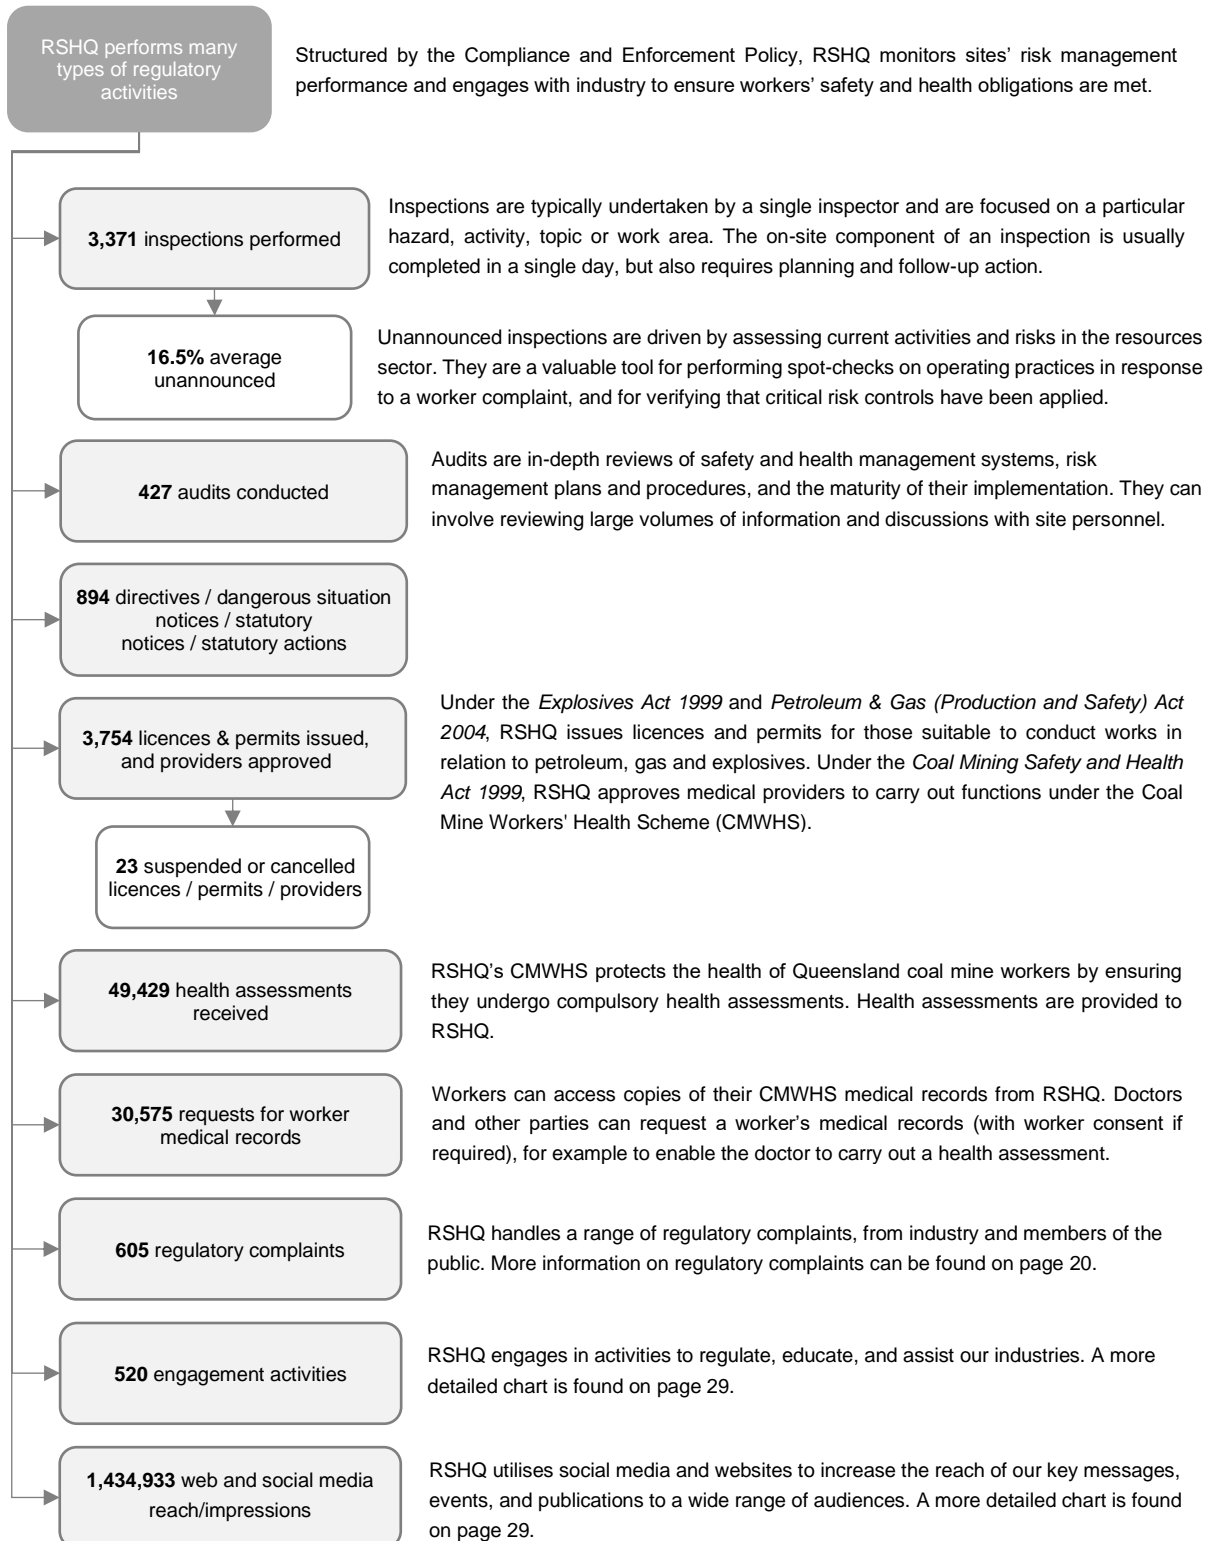 RSHQ performs many
types of regulatory
activities
Structured by the Compliance and Enforcement Policy, RSHQ monitors sites' risk management
performance and engages with industry to ensure workers' safety and health obligations are met.
3,371 inspections performed
Inspections are typically undertaken by a single inspector and are focused on a particular
hazard, activity, topic or work area. The on-site component of an inspection is usually
completed in a single day, but also requires planning and follow-up action.
16.5% average
unannounced
Unannounced inspections are driven by assessing current activities and risks in the resources
sector. They are a valuable tool for performing spot-checks on operating practices in response
to a worker complaint, and for verifying that critical risk controls have been applied.
427 audits conducted
Audits are in-depth reviews of safety and health management systems, risk
management plans and procedures, and the maturity of their implementation. They can
involve reviewing large volumes of information and discussions with site personnel.
894 directives / dangerous situation
notices / statutory
notices / statutory actions
3,754 licences & permits issued,
and providers approved
Under the Explosives Act 1999 and Petroleum & Gas (Production and Safety) Act
2004, RSHQ issues licences and permits for those suitable to conduct works in
relation to petroleum, gas and explosives. Under the Coal Mining Safety and Health
Act 1999, RSHQ approves medical providers to carry out functions under the Coal
Mine Workers' Health Scheme (CMWHS).
23 suspended or cancelled
licences / permits / providers
49,429 health assessments
received
RSHQ's CMWHS protects the health of Queensland coal mine workers by ensuring
they undergo compulsory health assessments. Health assessments are provided to
RSHQ.
30,575 requests for worker
medical records
Workers can access copies of their CMWHS medical records from RSHQ. Doctors
and other parties can request a worker's medical records (with worker consent if
required), for example to enable the doctor to carry out a health assessment.
605 regulatory complaints
RSHQ handles a range of regulatory complaints, from industry and members of the
public. More information on regulatory complaints can be found on page 20.
520 engagement activities
RSHQ engages in activities to regulate, educate, and assist our industries. A more
detailed chart is found on page 29.
1,434,933 web and social media
reach/impressions
RSHQ utilises social media and websites to increase the reach of our key messages,
events, and publications to a wide range of audiences. A more detailed chart is found
on page 29.